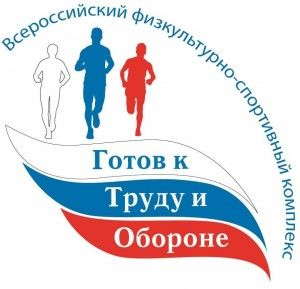 Всероссийский физкультурно-спортивный комплекс
Готов к
Труду и
Обороне